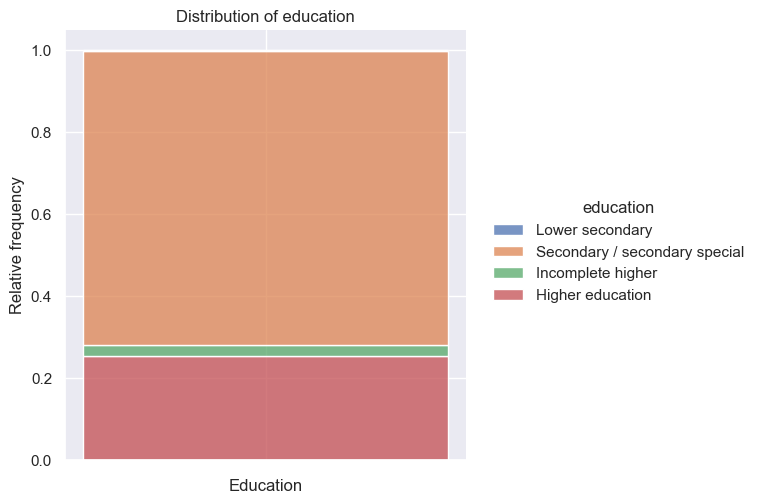 Distribution of education
1.0
0.8
0.6
0.4
0.2
0.0
Relative frequency
Education
education
Lower secondary
Secondary / secondary special
Incomplete higher
Higher education